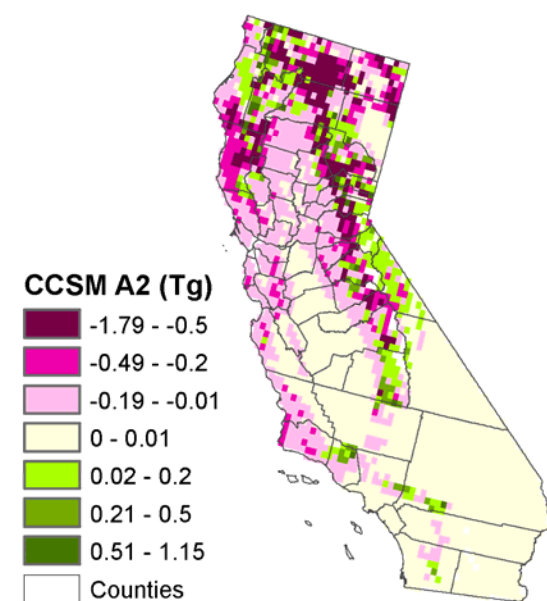 CCSM A2 (Tg)
-1.79 - -0.5
-0.49 - -0.2
-0.19 - -0.01
0 - 0.01
0.02 - 0.2
0.21 - 0.5
0.51 - 1.15
Counties